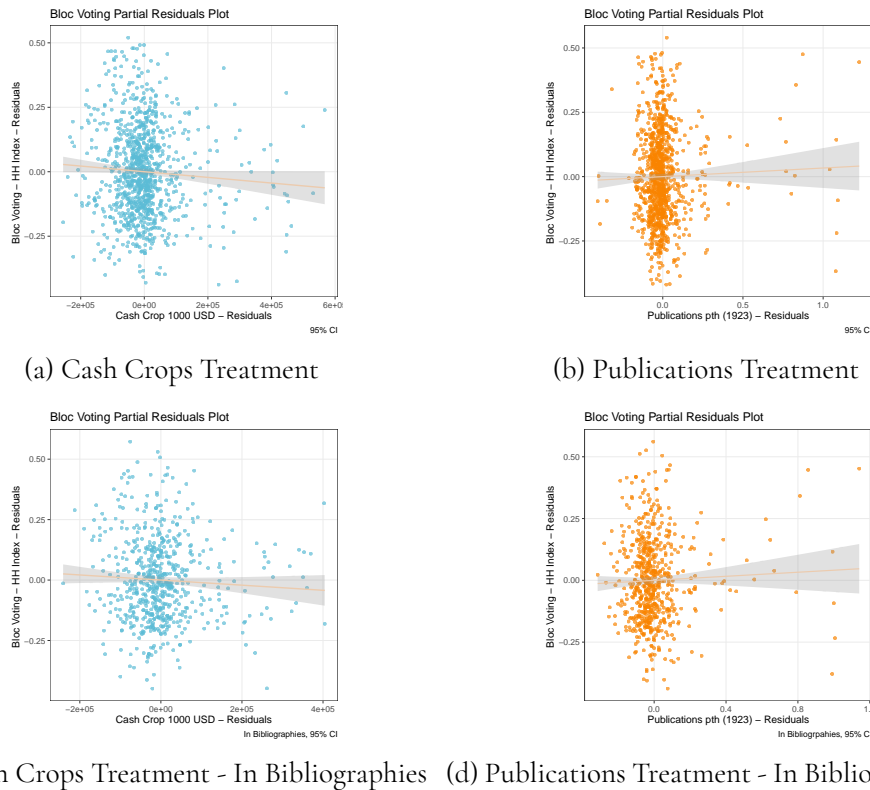 Bloc Voting Partial Residuals Plot
Bloc Voting – HH Index – Residuals
0.50
0.25
0.00
−0.25
−2e+05 0e+00 2e+05 4e+05 6e+0
Cash Crop 1000 USD – Residuals
95% CI
(a) Cash Crops Treatment
Bloc Voting Partial Residuals Plot
Bloc Voting – HH Index – Residuals
0.50
0.25
0.00
−0.25
0.0 0.5 1.0
Publications pth (1923) – Residuals
95% C
(b) Publications Treatment
Bloc Voting Partial Residuals Plot
Bloc Voting – HH Index – Residuals
0.50
0.25
0.00
−0.25
−2e+05 0e+00 2e+05 4e+05
Cash Crop 1000 USD – Residuals
In Bibliographies, 95% CI
Crops Treatment - In Bibliographies
Bloc Voting Partial Residuals Plot
Bloc Voting – HH Index – Residuals
0.50
0.25
0.00
−0.25
0.0 0.4 0.8 1.
Publications pth (1923) – Residuals
In Bibliogrpahies, 95% C
(d) Publications Treatment - In Biblio